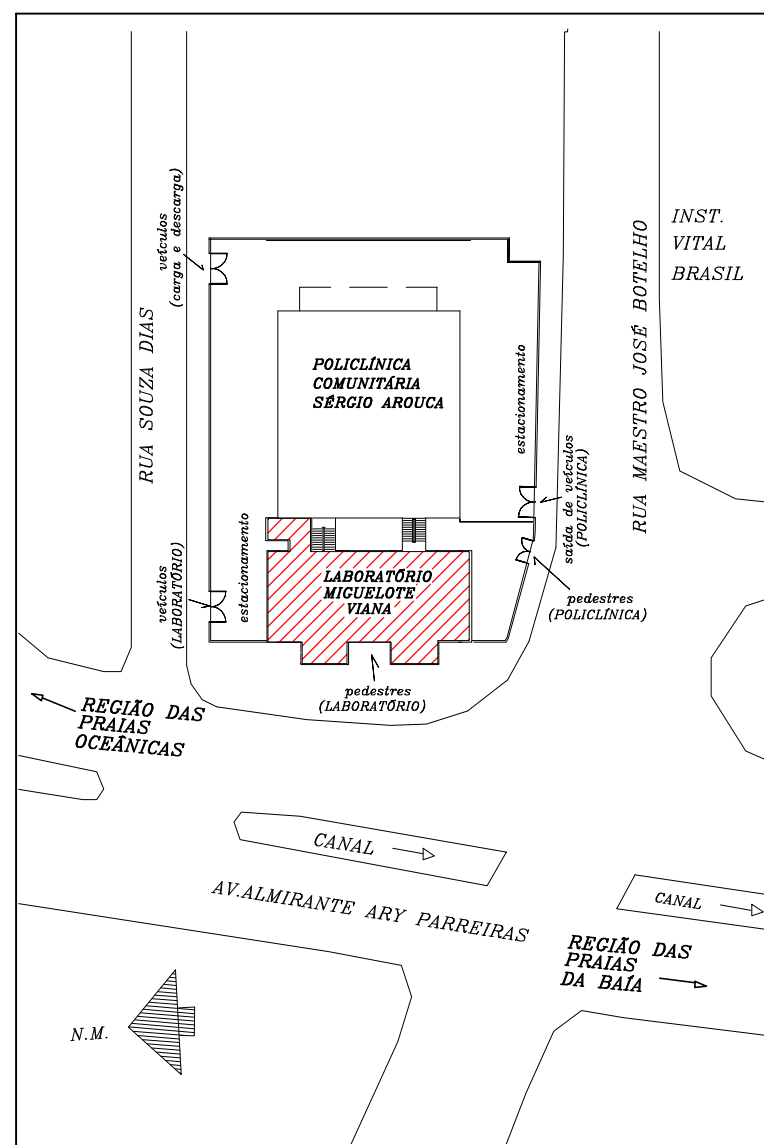 veículos
(carga e descarga)
RUA SOUZA DIAS
INST.
VITAL
BRASIL
RUA MAESTRO JOSÉ BOTELHO
POLICLÍNICA
COMUNITÁRIA
SÉRGIO AROUCA
estacionamento
saída de veículos
(POLICLÍNICA)
estacionamento
veículos
(LABORATÓRIO)
LABORATÓRIO
MIGUELOTE
VIANA
pedestres
(POLICLÍNICA)
pedestres
(LABORATÓRIO)
REGIÃO DAS
PRAIAS
OCEÂNICAS
CANAL
CANAL
AV.ALMIRANTE ARY PARREIRAS
REGIÃO DAS
PRAIAS
DA BAÍA
N.M.